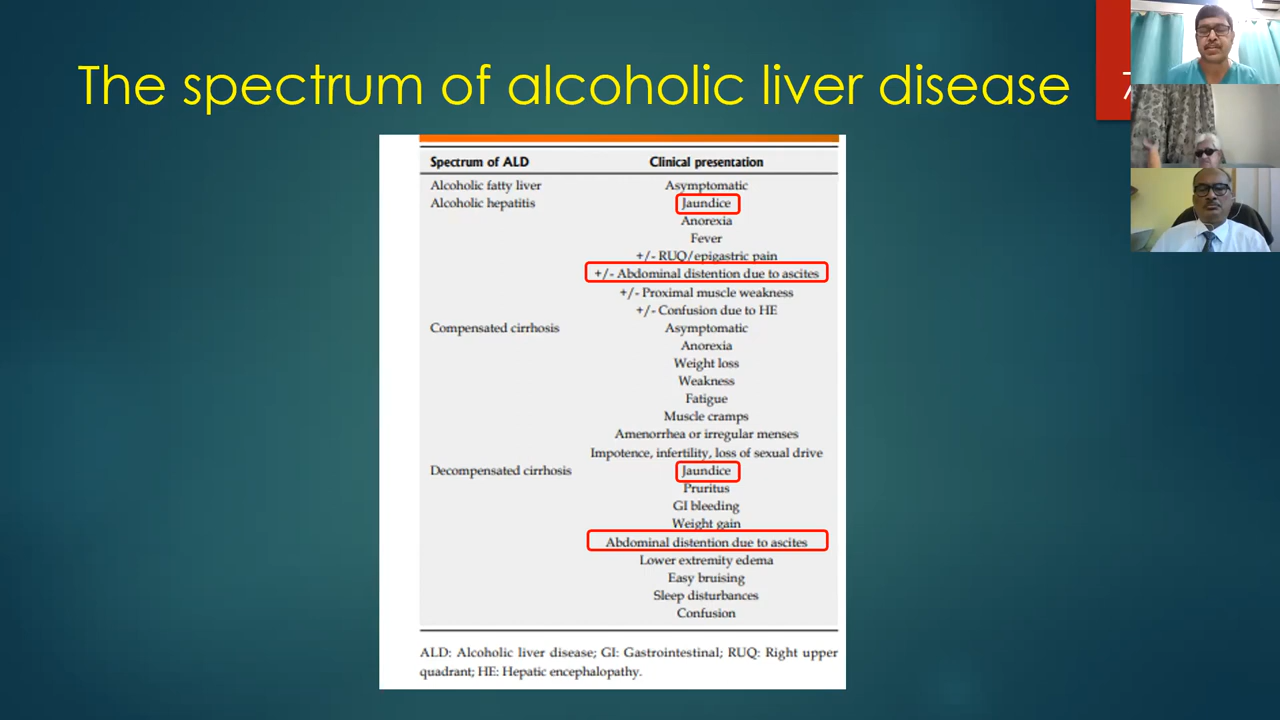 The spectrum of alcoholic liver disease
7
Spectrum of ALD Clinical presentation
Alcoholic fatty liver Asymptomatic
Alcoholic hepatitis Jaundice
Anorexia
Fever
+/- RUQ/epigastric pain
+/- Abdominal distention due to ascites
+/- Proximal muscle weakness
+/- Confusion due to HE
Compensated cirrhosis Asymptomatic
Anorexia
Weight loss
Weakness
Fatigue
Muscle cramps
Amenorrhea or irregular menses
Impotence, infertility, loss of sexual drive
Decompensated cirrhosis Jaundice
Pruritus
GI bleeding
Weight gain
Abdominal distention due to ascites
Lower extremity edema
Easy bruising
Sleep disturbances
Confusion
ALD: Alcoholic liver disease; GI: Gastrointestinal; RUQ: Right upper
quadrant; HE: Hepatic encephalopathy.